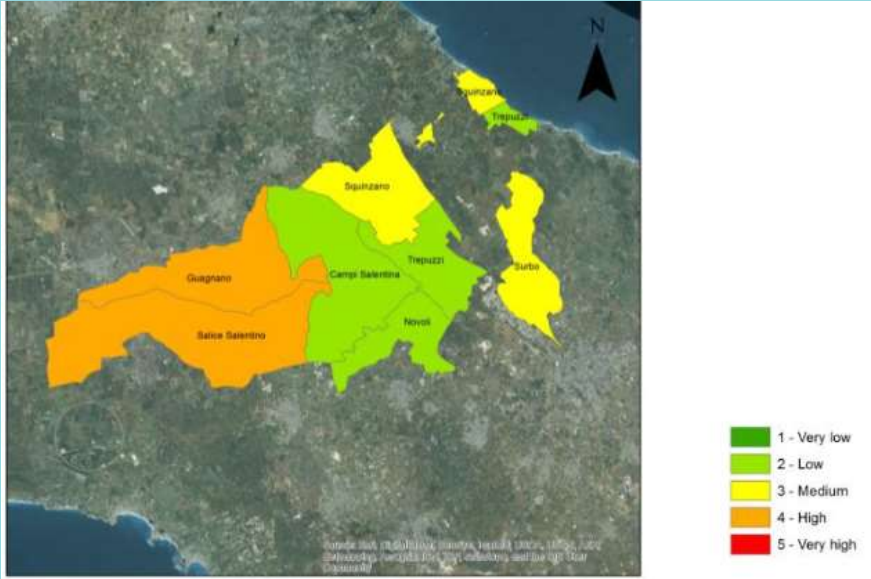 N
Squinzano
Trepuzzi
Squinzano
Surbo
Trepuzzi
Campi Salentina
Guagnano
Novoli
Salice Salentino
1 - Very low
2 - Low
3 - Medium
4 - High
5 - Very high
Community